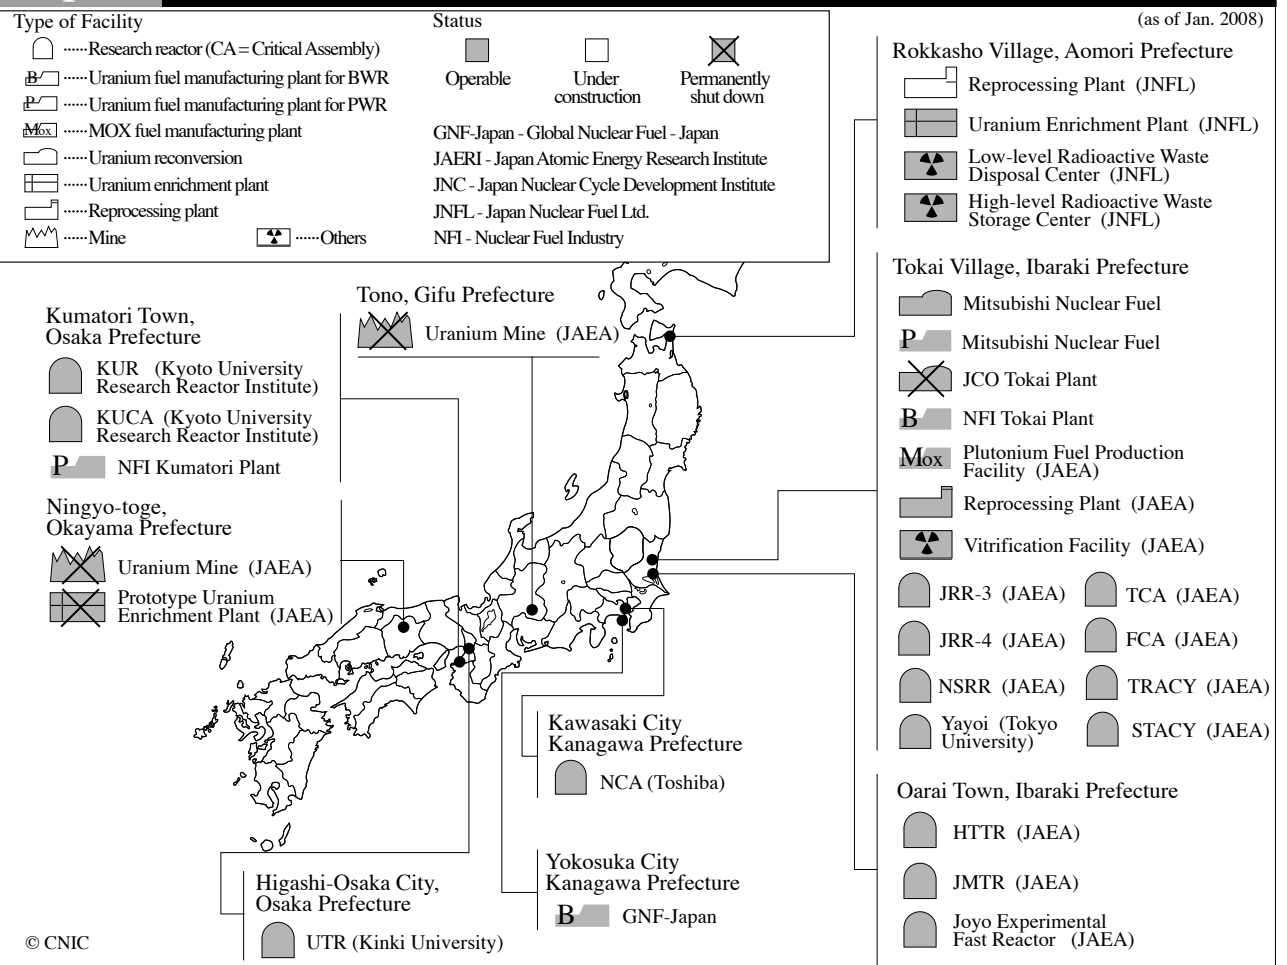 Type of Facility
······Research reactor (CA = Critical Assembly)
B ······Uranium fuel manufacturing plant for BWR
P ······Uranium fuel manufacturing plant for PWR
Mox ······MOX fuel manufacturing plant
······Uranium reconversion
······Uranium enrichment plant
······Reprocessing plant
······Mine
······Others
Status
Operable
Under
construction
Permanently
shut down
GNF-Japan - Global Nuclear Fuel - Japan
JAERI - Japan Atomic Energy Research Institute
JNC - Japan Nuclear Cycle Development Institute
JNFL - Japan Nuclear Fuel Ltd.
NFI - Nuclear Fuel Industry
(as of Jan. 2008)
Rokkasho Village, Aomori Prefecture
Reprocessing Plant (JNFL)
Uranium Enrichment Plant (JNFL)
Low-level Radioactive Waste
Disposal Center (JNFL)
High-level Radioactive Waste
Storage Center (JNFL)
Tokai Village, Ibaraki Prefecture
Mitsubishi Nuclear Fuel
P Mitsubishi Nuclear Fuel
JCO Tokai Plant
B NFI Tokai Plant
Mox Plutonium Fuel Production
Facility (JAEA)
Reprocessing Plant (JAEA)
Vitrification Facility (JAEA)
JRR-3 (JAEA) TCA (JAEA)
JRR-4 (JAEA) FCA (JAEA)
NSRR (JAEA) TRACY (JAEA)
Yayoi (Tokyo
University) STACY (JAEA)
Oarai Town, Ibaraki Prefecture
HTTR (JAEA)
JMTR (JAEA)
Joyo Experimental
Fast Reactor (JAEA)
Tono, Gifu Prefecture
Uranium Mine (JAEA)
Kumatori Town,
Osaka Prefecture
KUR (Kyoto University
Research Reactor Institute)
KUCA (Kyoto University
Research Reactor Institute)
P NFI Kumatori Plant
Ningyo-toge,
Okayama Prefecture
Uranium Mine (JAEA)
Prototype Uranium
Enrichment Plant (JAEA)
Kawasaki City
Kanagawa Prefecture
NCA (Toshiba)
Yokosuka City
Kanagawa Prefecture
B GNF-Japan
Higashi-Osaka City,
Osaka Prefecture
UTR (Kinki University)
© CNIC